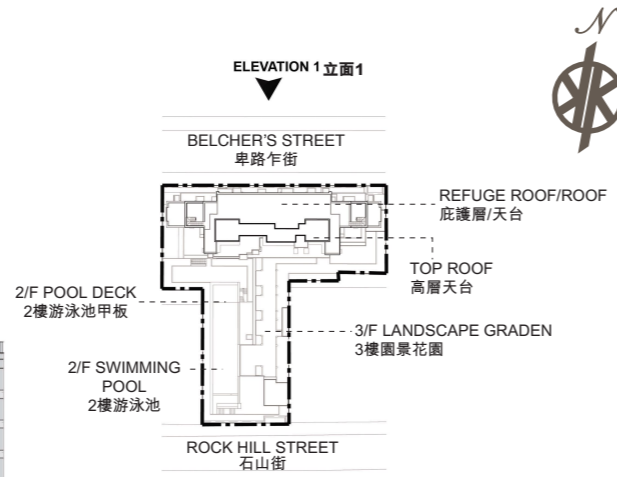 N
ELEVATION 1 立面1
BELCHER'S STREET
卑路乍街
REFUGE ROOF/ROOF
庇護層/天台
TOP ROOF
高層天台
2/F POOL DECK
2樓游泳池甲板
3/F LANDSCAPE GRADEN
3樓園景花園
2/F SWIMMING
POOL
2樓游泳池
ROCK HILL STREET
石山街